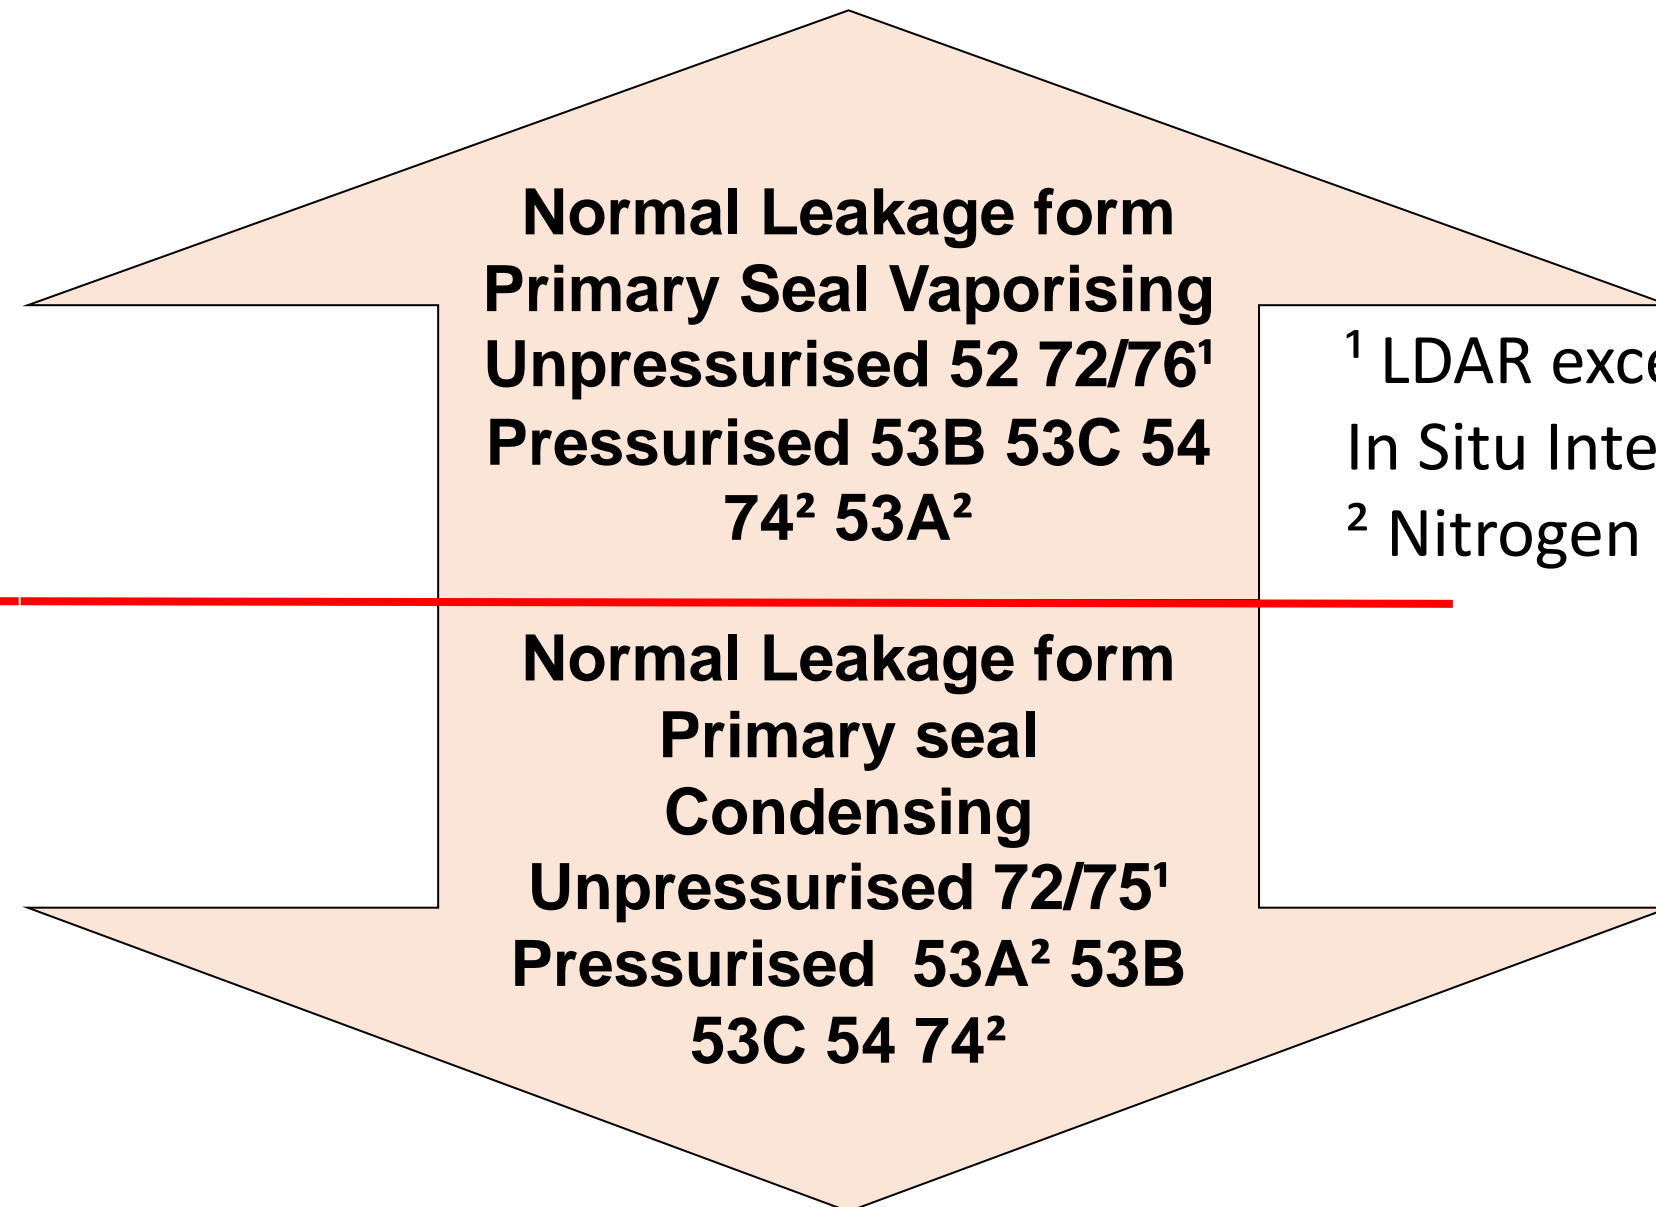 Normal Leakage form
Primary Seal Vaporising
Unpressurised 52 72/76¹
Pressurised 53B 53C 54
74² 53A²
¹ LDAR
In Situ
² Nitrogen
Normal Leakage form
Primary seal
Condensing
Unpressurised 72/75¹
Pressurised  53A² 53B
53C 54 74²